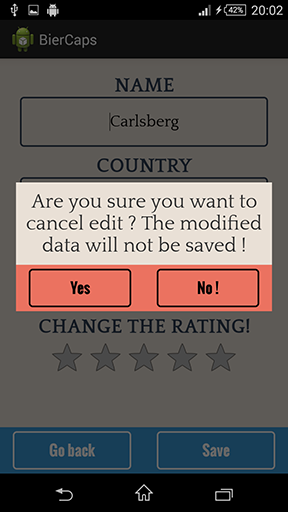 42% 20:02
BierCaps
NAME
Carlsberg
COUNTRY
Are you sure you want to
cancel edit ? The modified
data will not be saved !
Yes No !
CHANGE THE RATING!
Go back Save